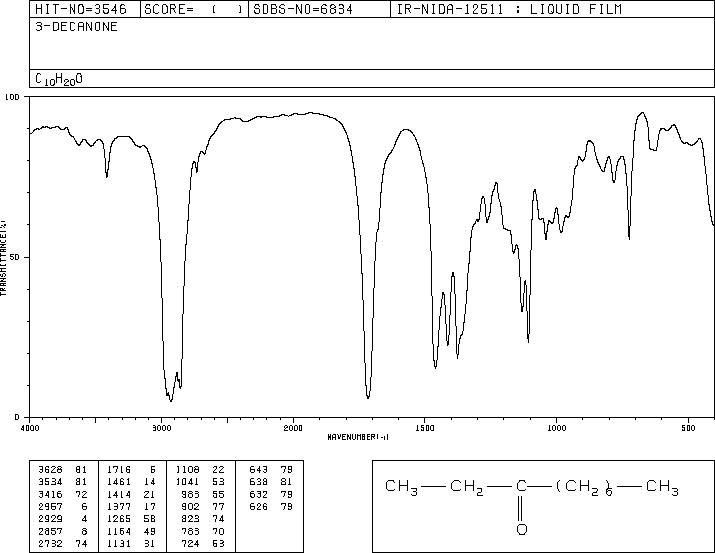 HIT-NO=3546 SCORE= ( ) SDBS-NO=6834 IR-NIDA-12511 : LIQUID FILM
3-DECANONE
C10H20O
100
50
0
TRANSMITTANCE(%)
4000 3000 2000 1500 1000 500
WAVENUMBER(-1)
3628 81 1716 6 1108 22 643 79
3534 81 1461 14 1041 53 638 81
3416 72 1414 21 983 55 632 79
2957 6 1377 17 902 77 626 79
2929 4 1265 58 823 74
2857 8 1164 49 783 70
2732 74 1131 31 724 53
CH3 CH2 C (CH2)6 CH3
O